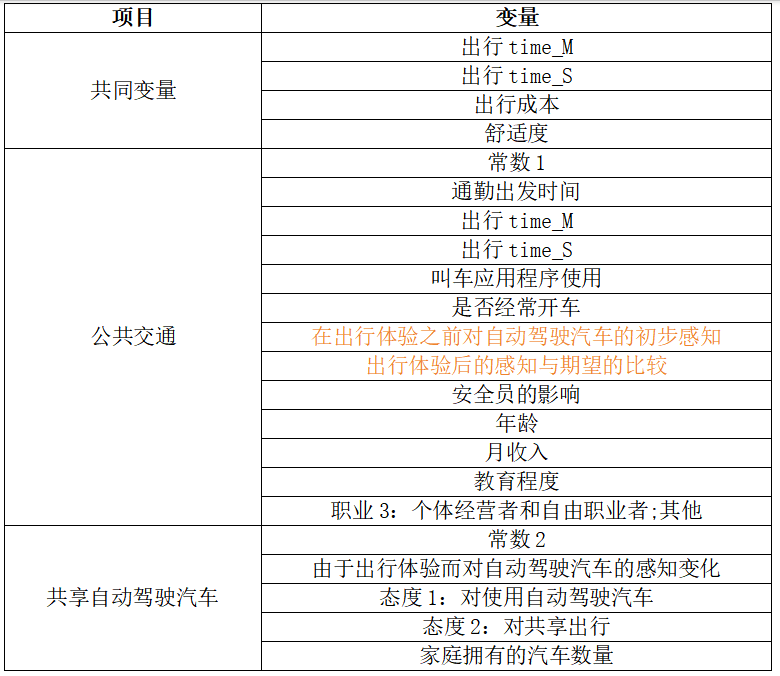 项目 变量
共同变量
出行 time_M
出行 time_S
出行成本
舒适度
公共交通
常数 1
通勤出发时间
出行 time_M
出行 time_S
叫车应用程序使用
是否经常开车
在出行体验之前对自动驾驶汽车的初步感知
出行体验后的感知与期望的比较
安全员的影响
年龄
月收入
教育程度
职业 3：个体经营者和自由职业者;其他
共享自动驾驶汽车
常数 2
由于出行体验而对自动驾驶汽车的感知变化
态度 1：对使用自动驾驶汽车
态度 2：对共享出行
家庭拥有的汽车数量